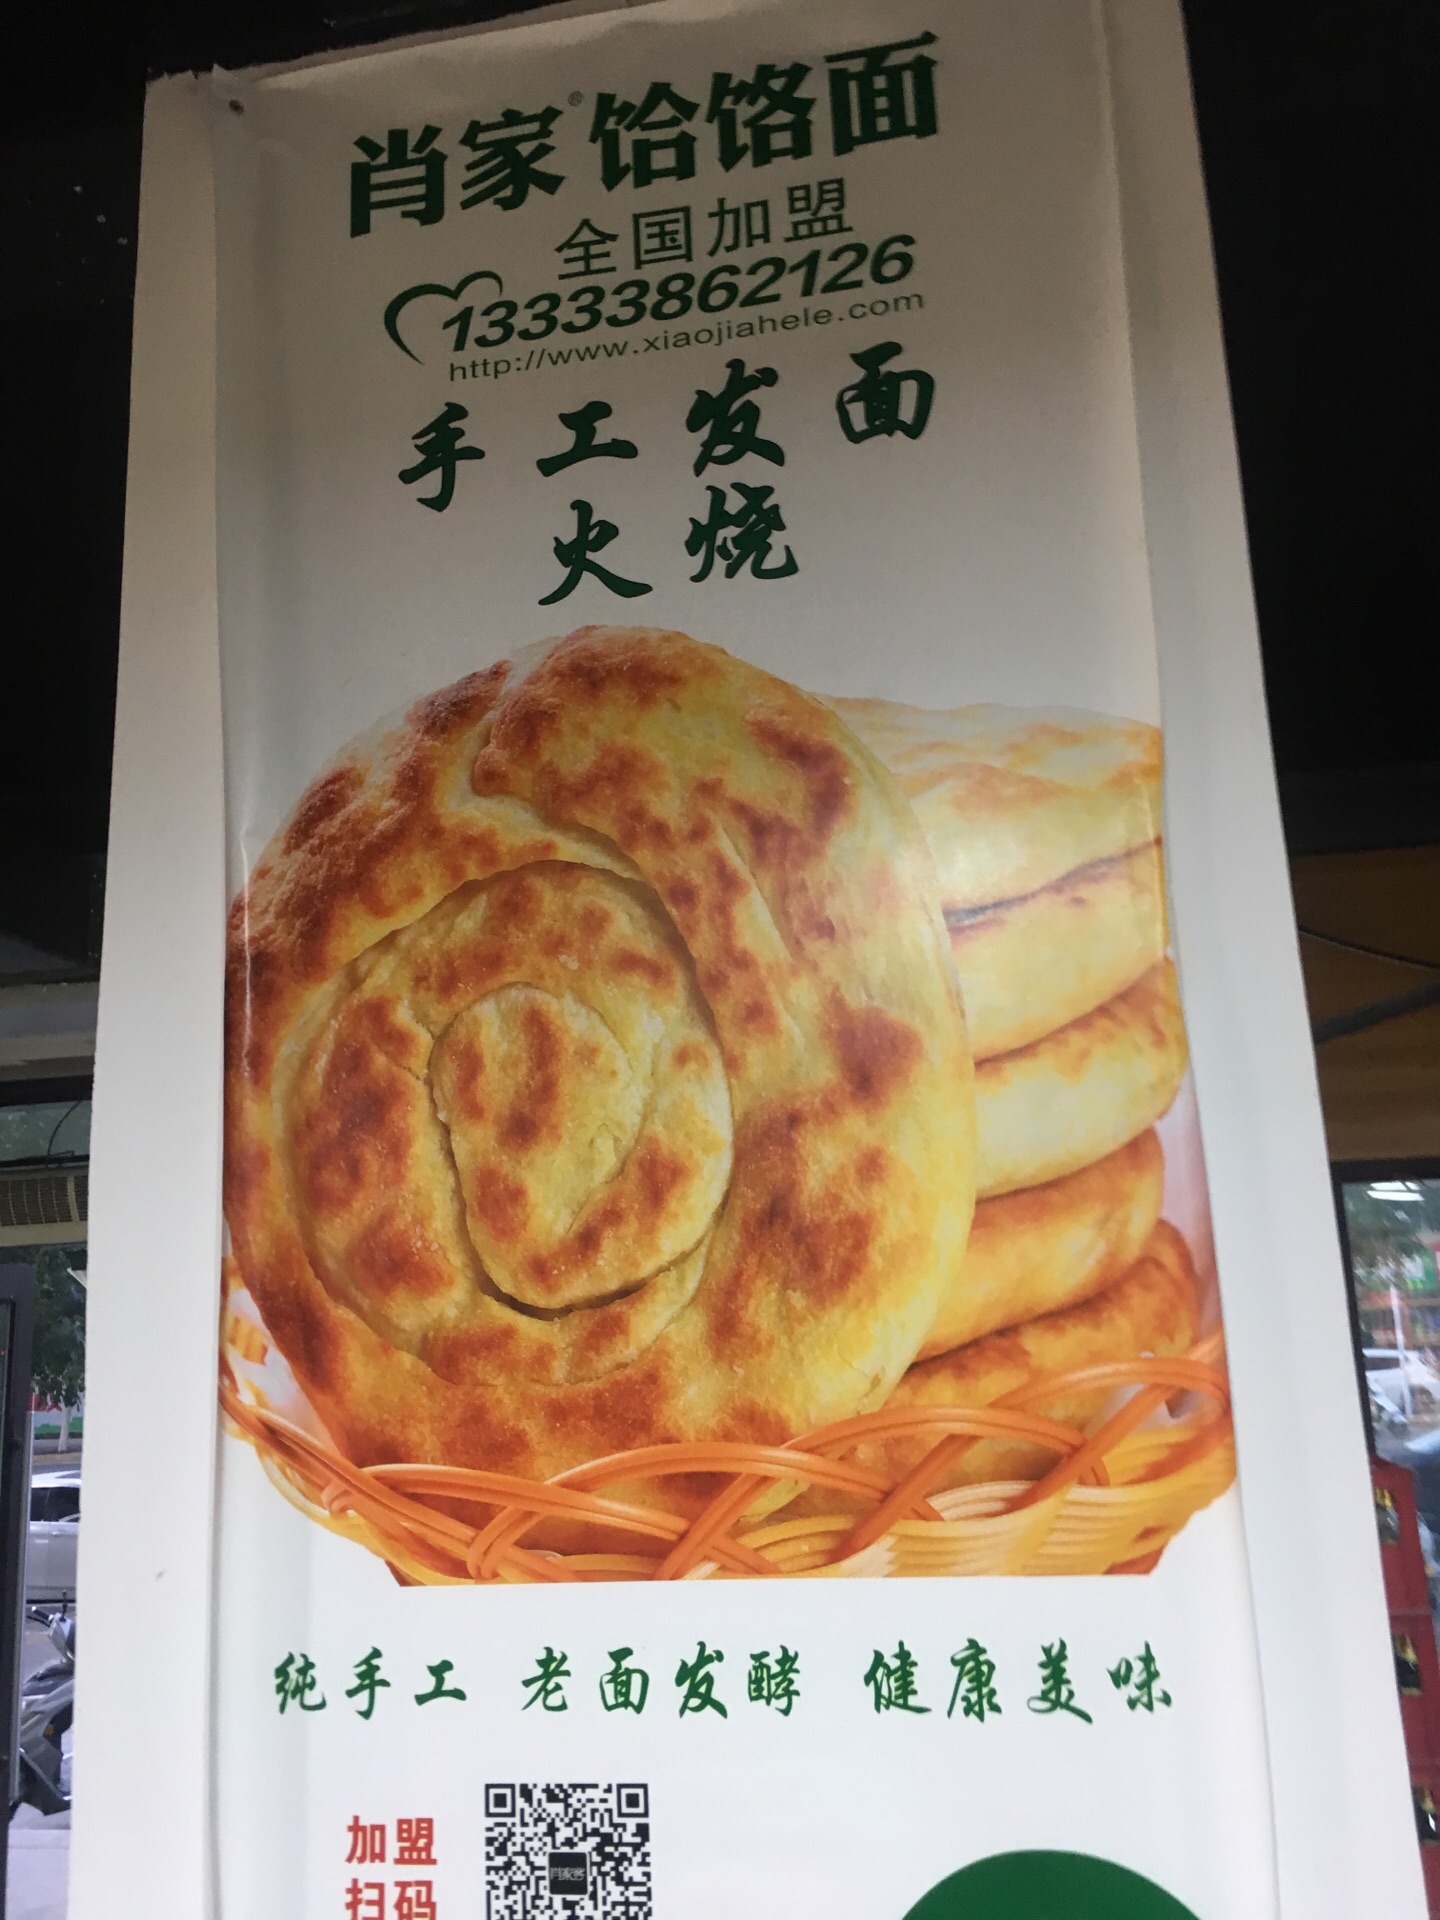 肖家®饸饹面
全国加盟
13333862126
http://www.xiaojiahele.com
手工发面
火烧
纯手工 老面发酵 健康美味
加盟
扫码